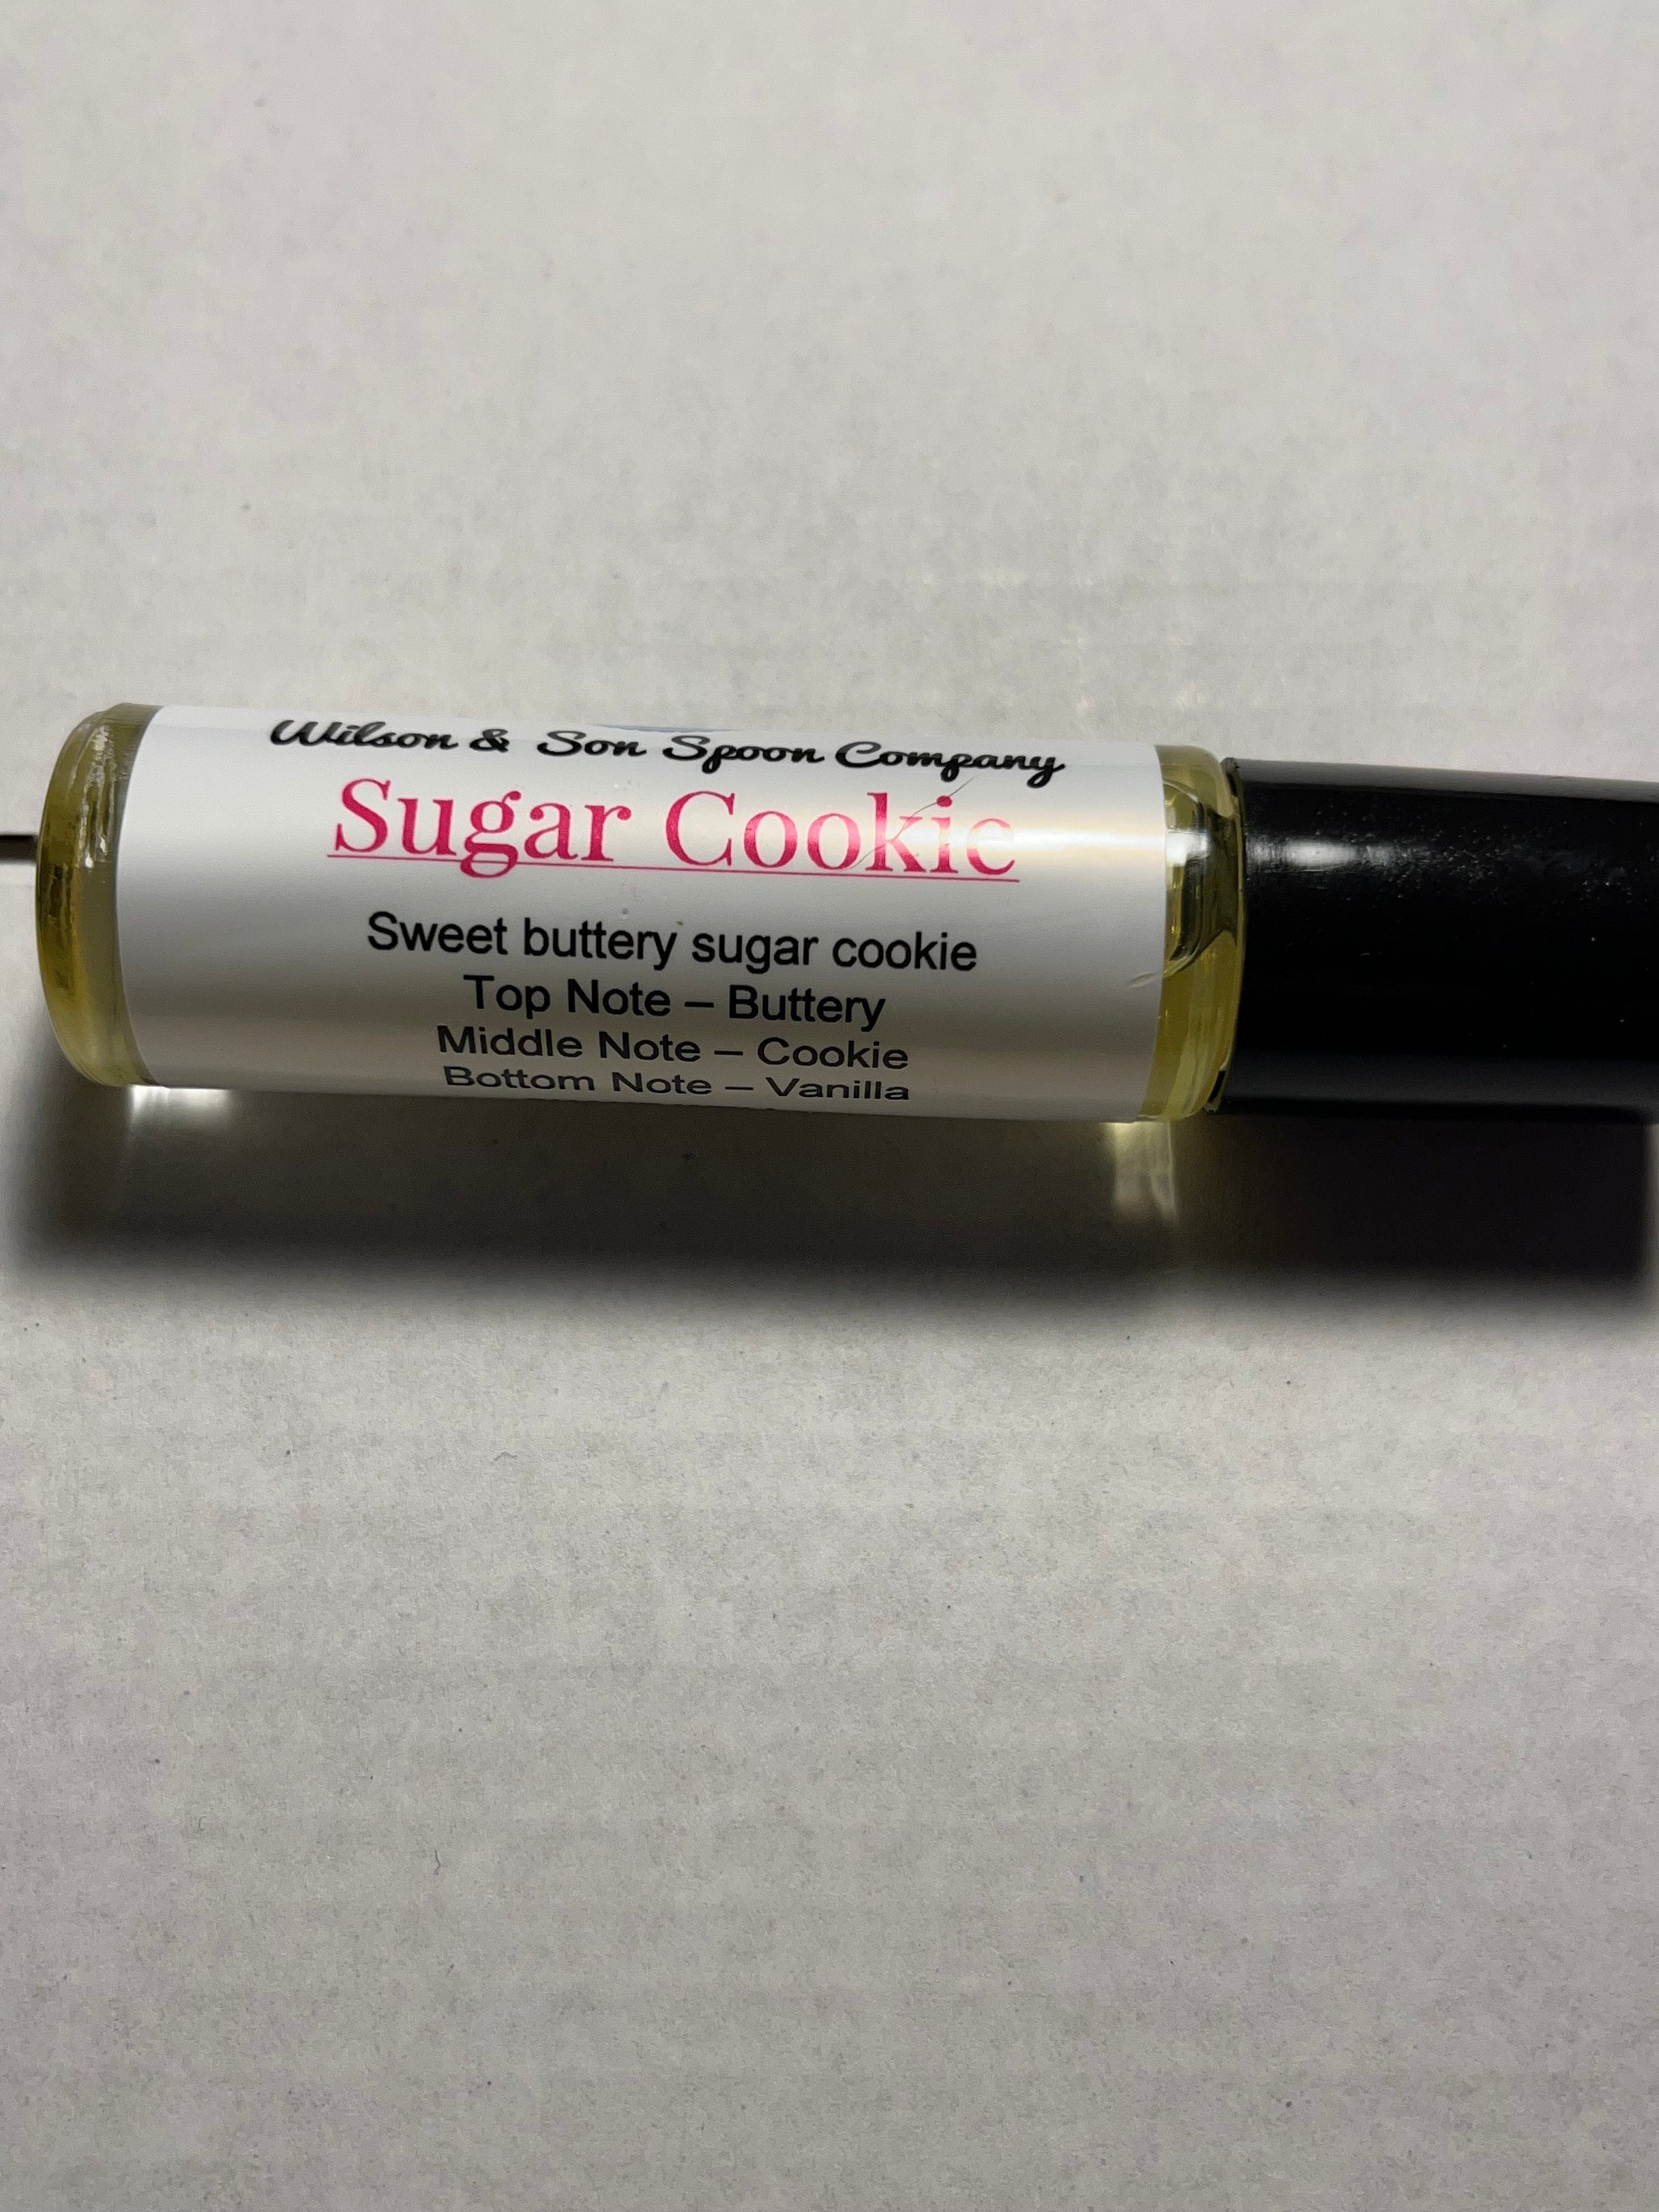 Wilson & Son Spoon Company
Sugar Cookie
Sweet buttery sugar cookie
Top Note – Buttery
Middle Note – Cookie
Bottom Note – Vanilla